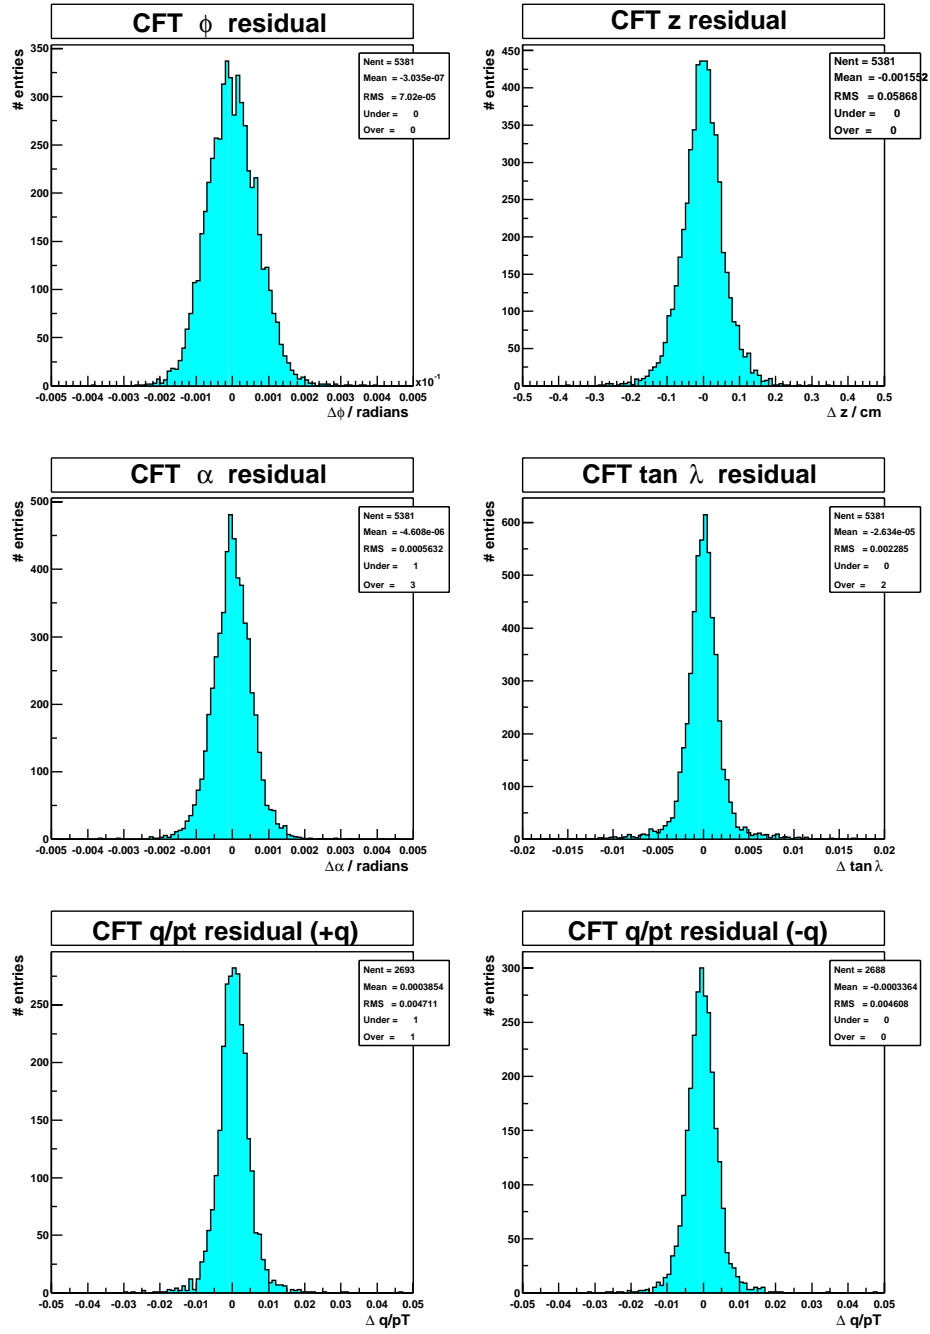 CFT ϕ residual
# entries
350
300
250
200
150
100
50
0
-0.005 -0.004 -0.003 -0.002 -0.001 0 0.001 0.002 0.003 0.004 0.005
x10⁻¹
Δϕ / radians
Nent = 5381
Mean = -3.035e-07
RMS = 7.02e-05
Under = 0
Over = 0
CFT z residual
# entries
450
400
350
300
250
200
150
100
50
0
-0.5 -0.4 -0.3 -0.2 -0.1 -0 0.1 0.2 0.3 0.4 0.5
Δ z / cm
Nent = 5381
Mean = -0.001552
RMS = 0.05868
Under = 0
Over = 0
CFT α residual
# entries
500
400
300
200
100
0
-0.005 -0.004 -0.003 -0.002 -0.001 0 0.001 0.002 0.003 0.004 0.005
Δα / radians
Nent = 5381
Mean = -4.608e-06
RMS = 0.0005632
Under = 1
Over = 3
CFT tan λ residual
# entries
600
500
400
300
200
100
0
-0.02 -0.015 -0.01 -0.005 0 0.005 0.01 0.015 0.02
Δ tan λ
Nent = 5381
Mean = -2.634e-05
RMS = 0.002285
Under = 0
Over = 2
CFT q/pt residual (+q)
# entries
250
200
150
100
50
0
-0.05 -0.04 -0.03 -0.02 -0.01 0 0.01 0.02 0.03 0.04 0.05
Δ q/pT
Nent = 2693
Mean = 0.0003854
RMS = 0.004711
Under = 1
Over = 1
CFT q/pt residual (-q)
# entries
300
250
200
150
100
50
0
-0.05 -0.04 -0.03 -0.02 -0.01 0 0.01 0.02 0.03 0.04 0.05
Δ q/pT
Nent = 2688
Mean = -0.0003364
RMS = 0.004608
Under = 0
Over = 0